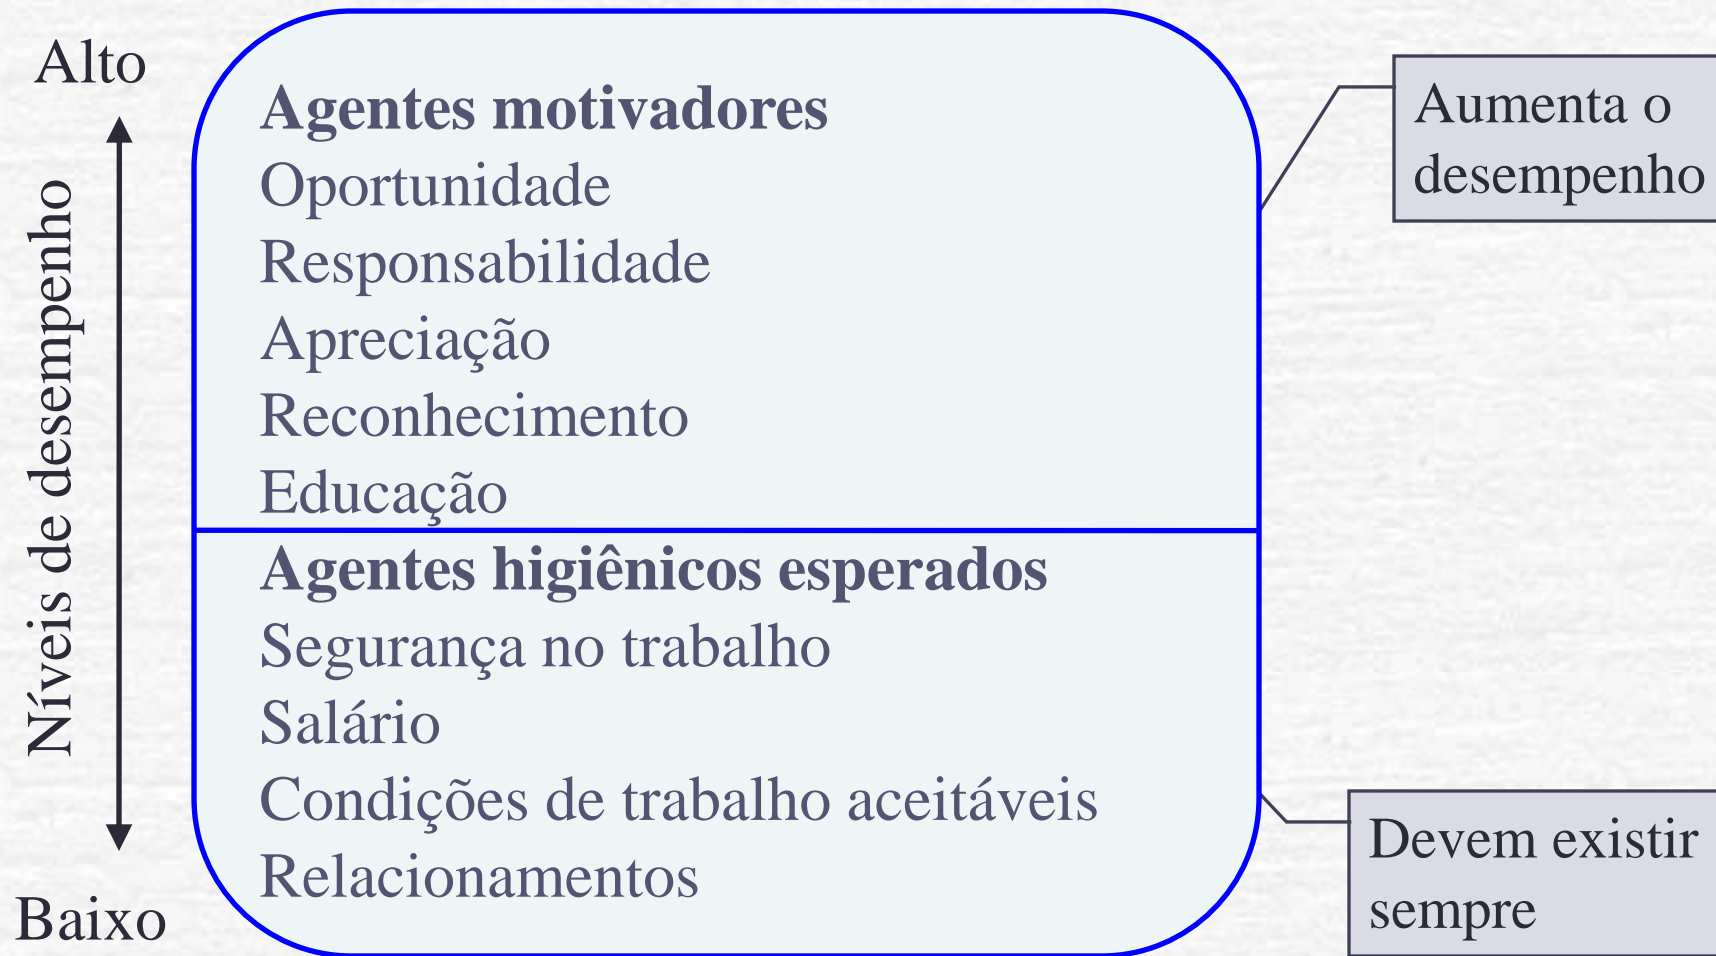 Alto
Níveis de desempenho
Baixo
Agentes motivadores
Oportunidade
Responsabilidade
Apreciação
Reconhecimento
Educação
Agentes higiênicos esperados
Segurança no trabalho
Salário
Condições de trabalho aceitáveis
Relacionamentos
Aumenta o
desempenho
Devem existir
sempre